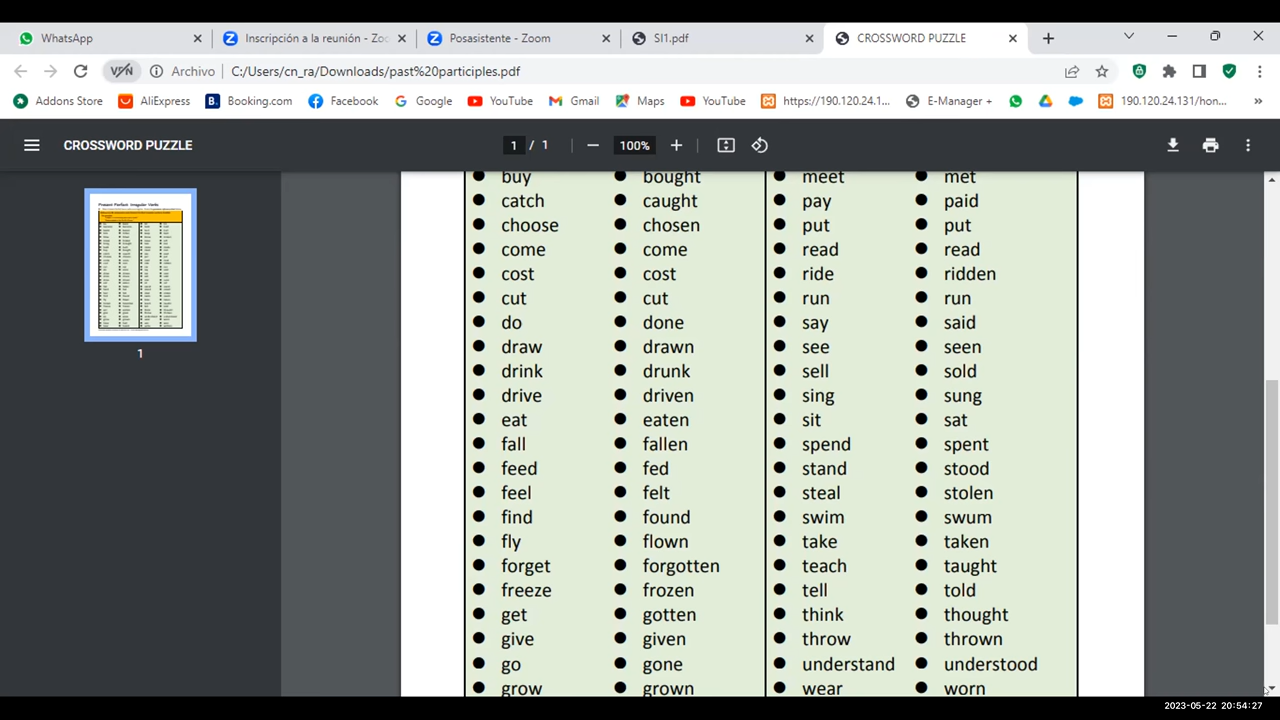 WhatsApp Inscripción a la reunión - Zoo Posasistente - Zoom SI1.pdf CROSSWORD PUZZLE
VPN Archivo C:/Users/cn_ra/Downloads/past%20participles.pdf
Addons Store AliExpress Booking.com Facebook Google YouTube Gmail Maps YouTube https://190.120.24.1... E-Manager + 190.120.24.131/hon...
CROSSWORD PUZZLE 1 / 1 100%
Present Perfect: Irregular Verbs
1
buy bought meet met
catch caught pay paid
choose chosen put put
come come read read
cost cost ride ridden
cut cut run run
do done say said
draw drawn see seen
drink drunk sell sold
drive driven sing sung
eat eaten sit sat
fall fallen spend spent
feed fed stand stood
feel felt steal stolen
find found swim swum
fly flown take taken
forget forgotten teach taught
freeze frozen tell told
get gotten think thought
give given throw thrown
go gone understand understood
grow grown wear worn
2023-05-22 20:54:27